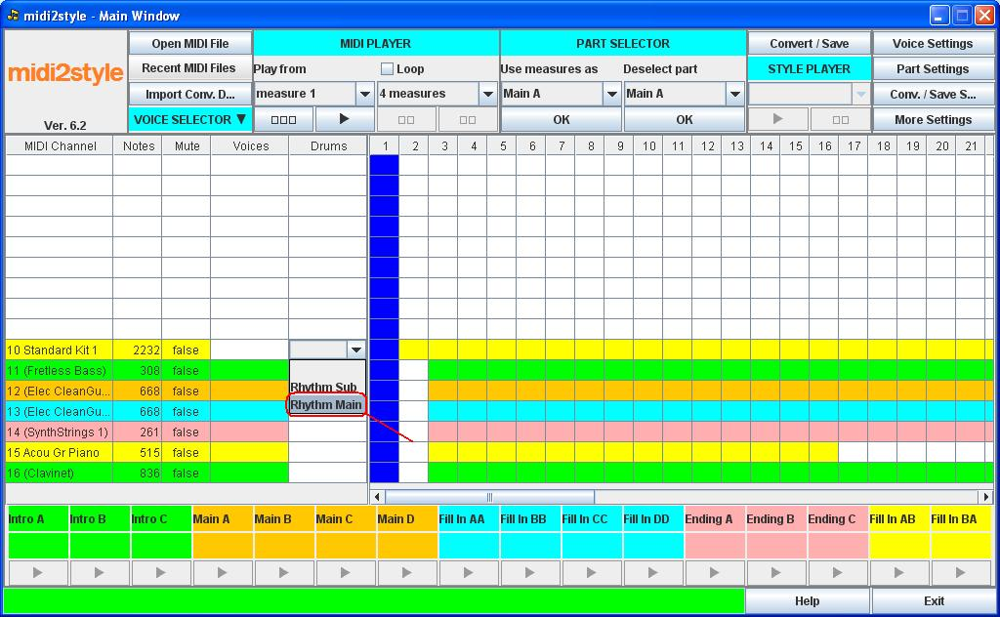 midi2style - Main Window
midi2style
Ver. 6.2
Open MIDI File
Recent MIDI Files
Import Conv. D...
VOICE SELECTOR ▼
MIDI PLAYER
Play from
Loop
measure 1
4 measures
PART SELECTOR
Use measures as
Deselect part
Main A
Main A
OK
OK
Convert / Save
STYLE PLAYER
Voice Settings
Part Settings
Conv. / Save S...
More Settings
MIDI Channel Notes Mute Voices Drums 1 2 3 4 5 6 7 8 9 10 11 12 13 14 15 16 17 18 19 20 21
10 Standard Kit 1 2232 false
11 (Fretless Bass) 308 false
12 (Elec CleanGu... 668 false
13 (Elec CleanGu... 668 false
14 (SynthStrings 1) 261 false
15 Acou Gr Piano 515 false
16 (Clavinet) 836 false
Rhythm Sub
Rhythm Main
Intro A Intro B Intro C Main A Main B Main C Main D Fill In AA Fill In BB Fill In CC Fill In DD Ending A Ending B Ending C Fill In AB Fill In BA
Help Exit